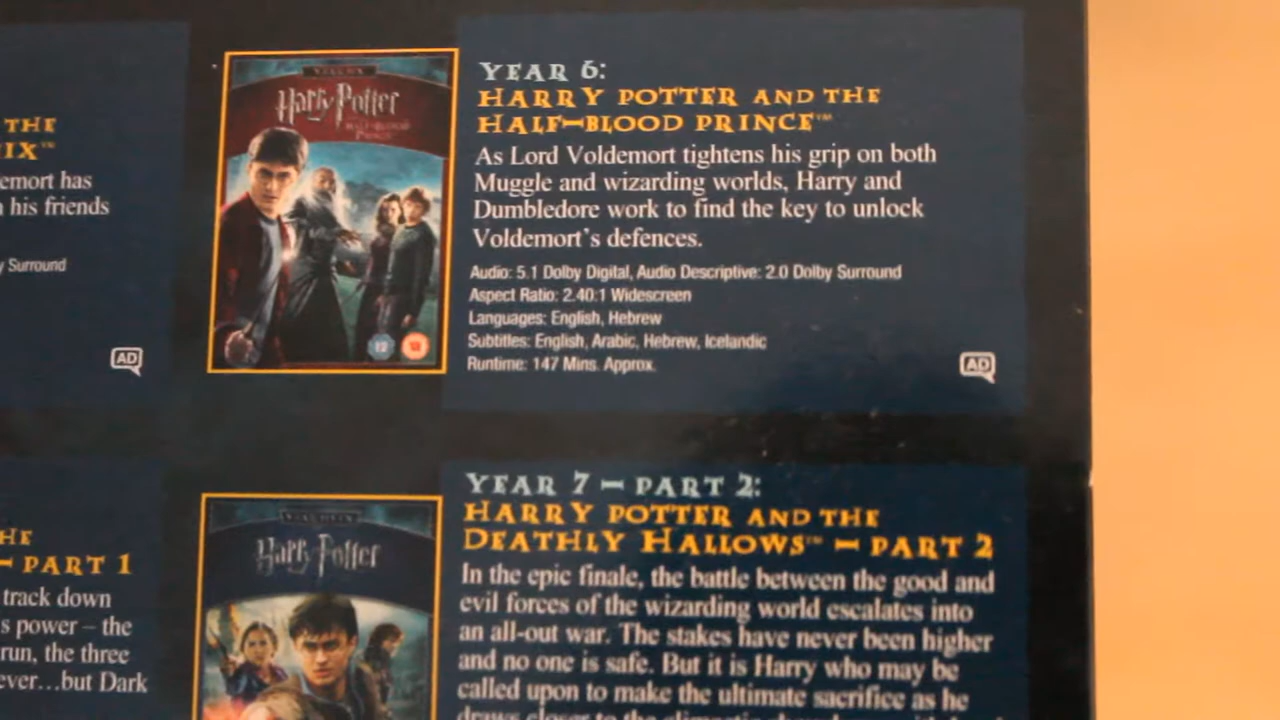 THE
IX™
emort has
his friends
Surround
AD
Harry Potter
12
YEAR 6:
HARRY POTTER AND THE
HALF-BLOOD PRINCE™
As Lord Voldemort tightens his grip on both
Muggle and wizarding worlds, Harry and
Dumbledore work to find the key to unlock
Voldemort's defences.
Audio: 5.1 Dolby Digital, Audio Descriptive: 2.0 Dolby Surround
Aspect Ratio: 2.40:1 Widescreen
Languages: English, Hebrew
Subtitles: English, Arabic, Hebrew, Icelandic
Runtime: 147 Mins. Approx.
AD
HE
– PART 1
track down
s power – the
run, the three
ever...but Dark
Harry Potter
YEAR 7 – PART 2:
HARRY POTTER AND THE
DEATHLY HALLOWS™ – PART 2
In the epic finale, the battle between the good and
evil forces of the wizarding world escalates into
an all-out war. The stakes have never been higher
and no one is safe. But it is Harry who may be
called upon to make the ultimate sacrifice as he
draws closer to the climactic